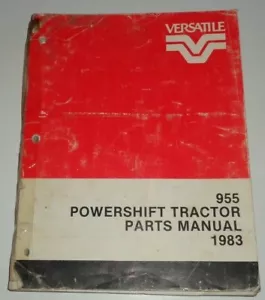 VERSATILE
955
POWERSHIFT TRACTOR
PARTS MANUAL
1983